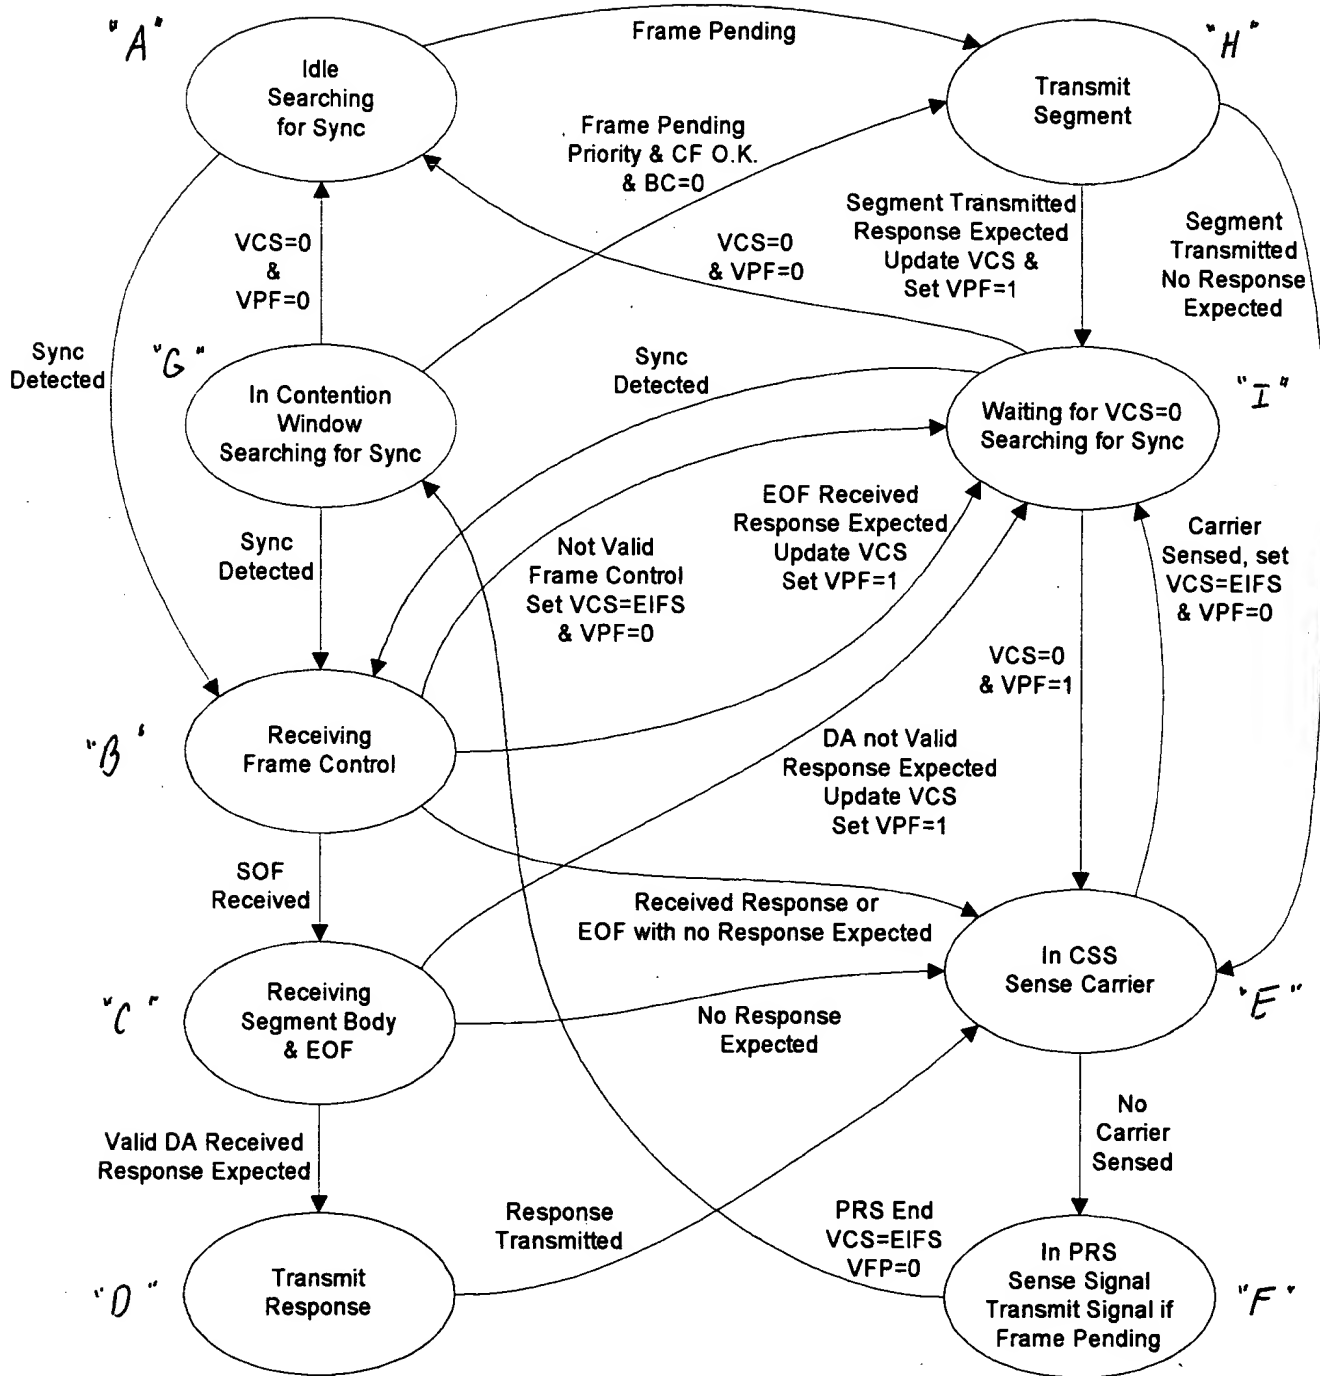 "A"
Idle
Searching
for Sync
Frame Pending
"H"
Transmit
Segment
Frame Pending
Priority & CF O.K.
& BC=0
VCS=0
&
VPF=0
VCS=0
& VPF=0
Segment Transmitted
Response Expected
Update VCS &
Set VPF=1
Segment
Transmitted
No Response
Expected
Sync
Detected
"G"
In Contention
Window
Searching for Sync
Sync
Detected
Waiting for VCS=0
Searching for Sync
"I"
Sync
Detected
Not Valid
Frame Control
Set VCS=EIFS
& VPF=0
EOF Received
Response Expected
Update VCS
Set VPF=1
Carrier
Sensed, set
VCS=EIFS
& VPF=0
VCS=0
& VPF=1
"B"
Receiving
Frame Control
DA not Valid
Response Expected
Update VCS
Set VPF=1
SOF
Received
Received Response or
EOF with no Response Expected
In CSS
Sense Carrier
"E"
"C"
Receiving
Segment Body
& EOF
No Response
Expected
No
Carrier
Sensed
Valid DA Received
Response Expected
Response
Transmitted
PRS End
VCS=EIFS
VFP=0
"D"
Transmit
Response
In PRS
Sense Signal
Transmit Signal if
Frame Pending
"F"